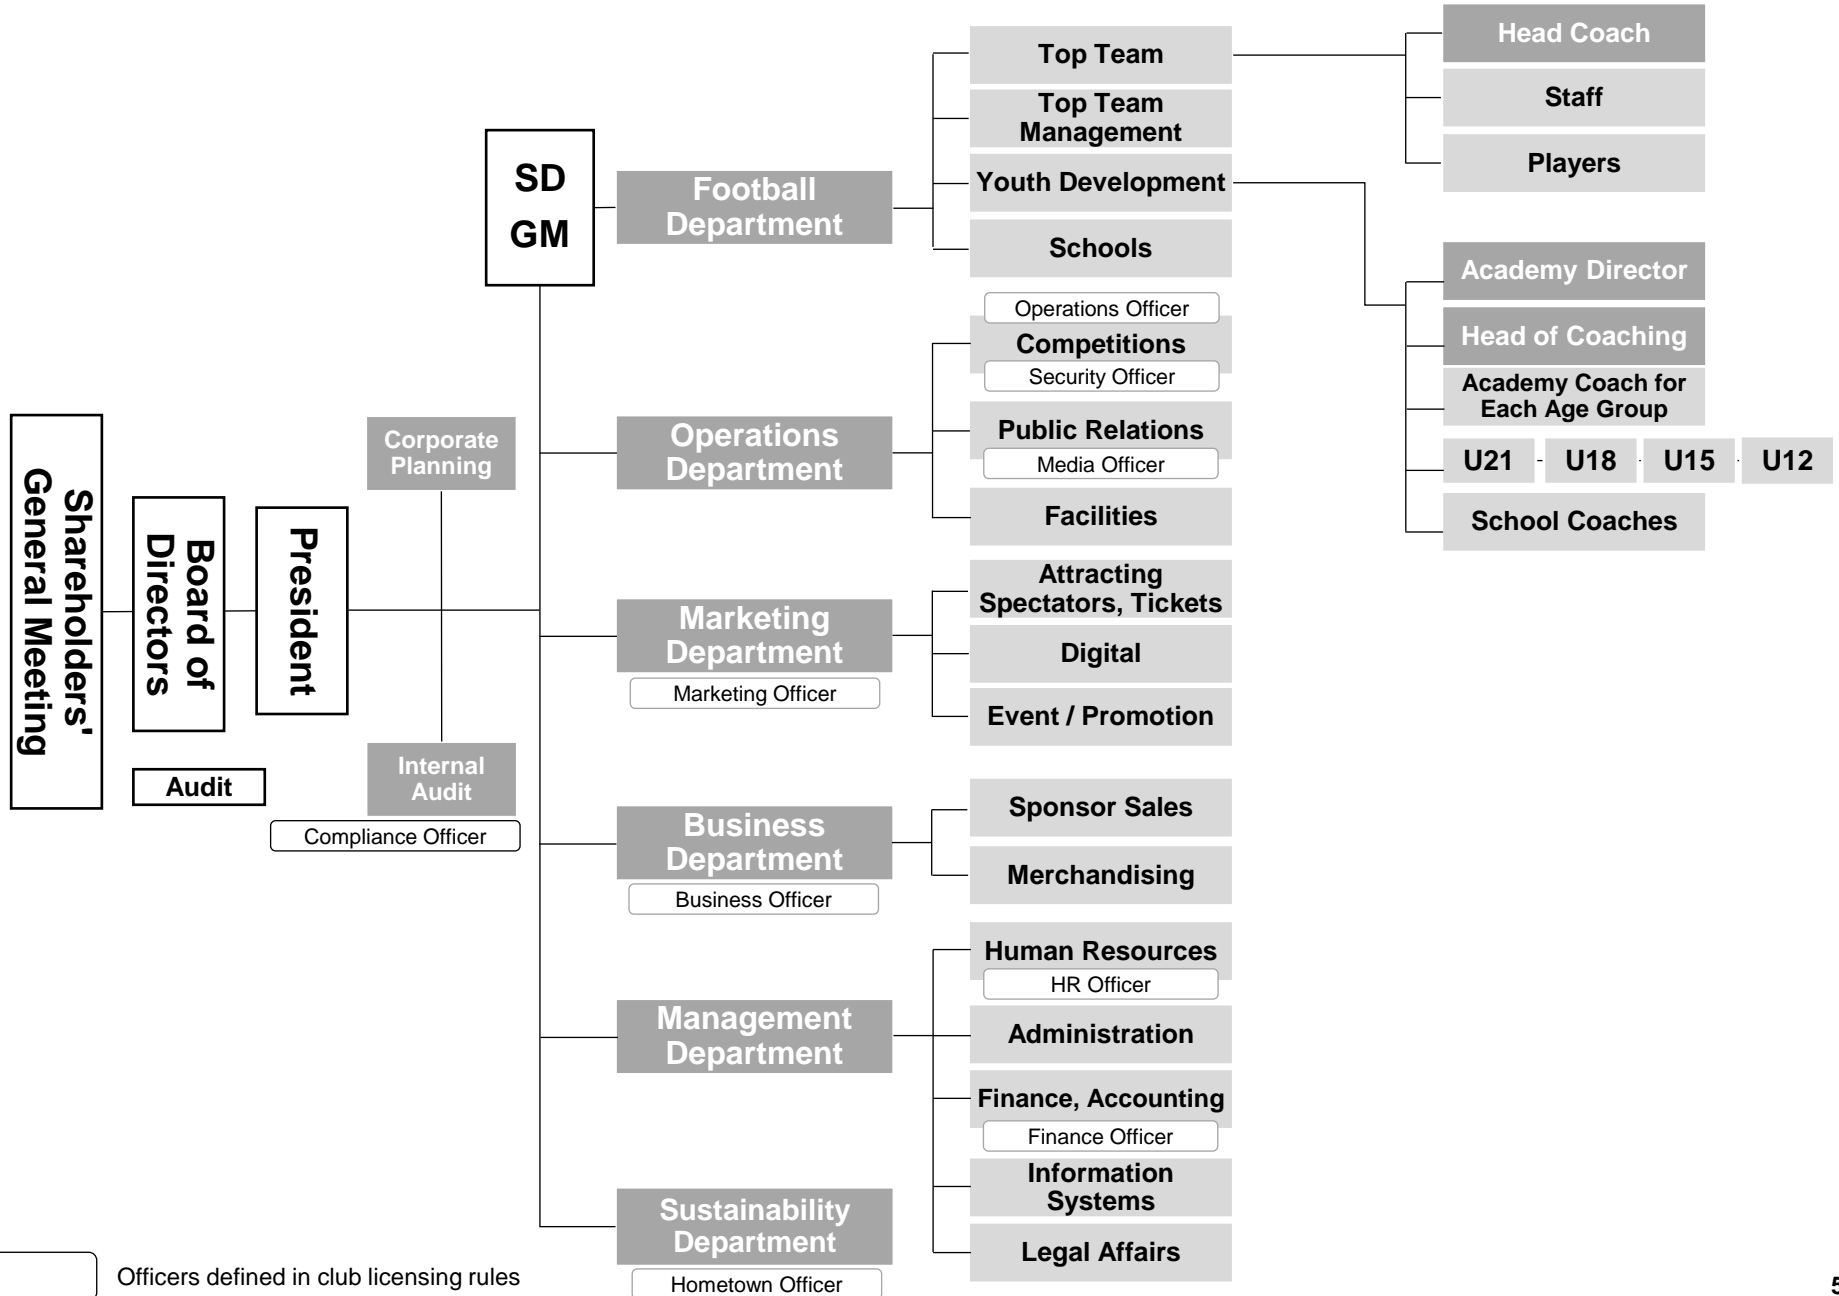 Shareholders'
General Meeting
Board of
Directors
Audit
President
Corporate
Planning
Internal
Audit
Compliance Officer
SD
GM
Football
Department
Top Team
Top Team
Management
Youth Development
Schools
Head Coach
Staff
Players
Academy Director
Head of Coaching
Academy Coach for
Each Age Group
U21 - U18 U15 U12
School Coaches
Operations
Department
Operations Officer
Competitions
Security Officer
Public Relations
Media Officer
Facilities
Marketing
Department
Marketing Officer
Attracting
Spectators, Tickets
Digital
Event / Promotion
Business
Department
Business Officer
Sponsor Sales
Merchandising
Management
Department
Human Resources
HR Officer
Administration
Finance, Accounting
Finance Officer
Information
Systems
Legal Affairs
Sustainability
Department
Hometown Officer
Officers defined in club licensing rules
5